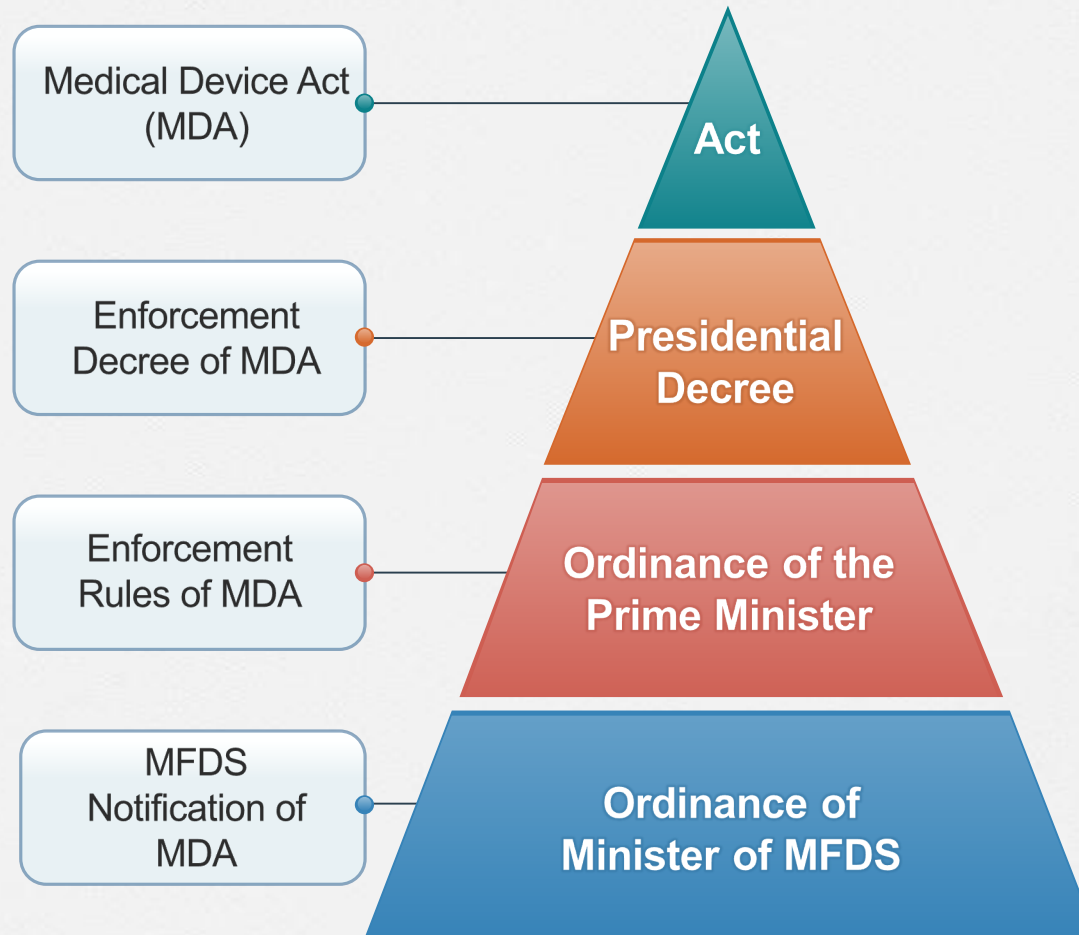 Medical Device Act
(MDA)
Act
Enforcement
Decree of MDA
Presidential
Decree
Enforcement
Rules of MDA
Ordinance of the
Prime Minister
MFDS
Notification of
MDA
Ordinance of
Minister of MFDS